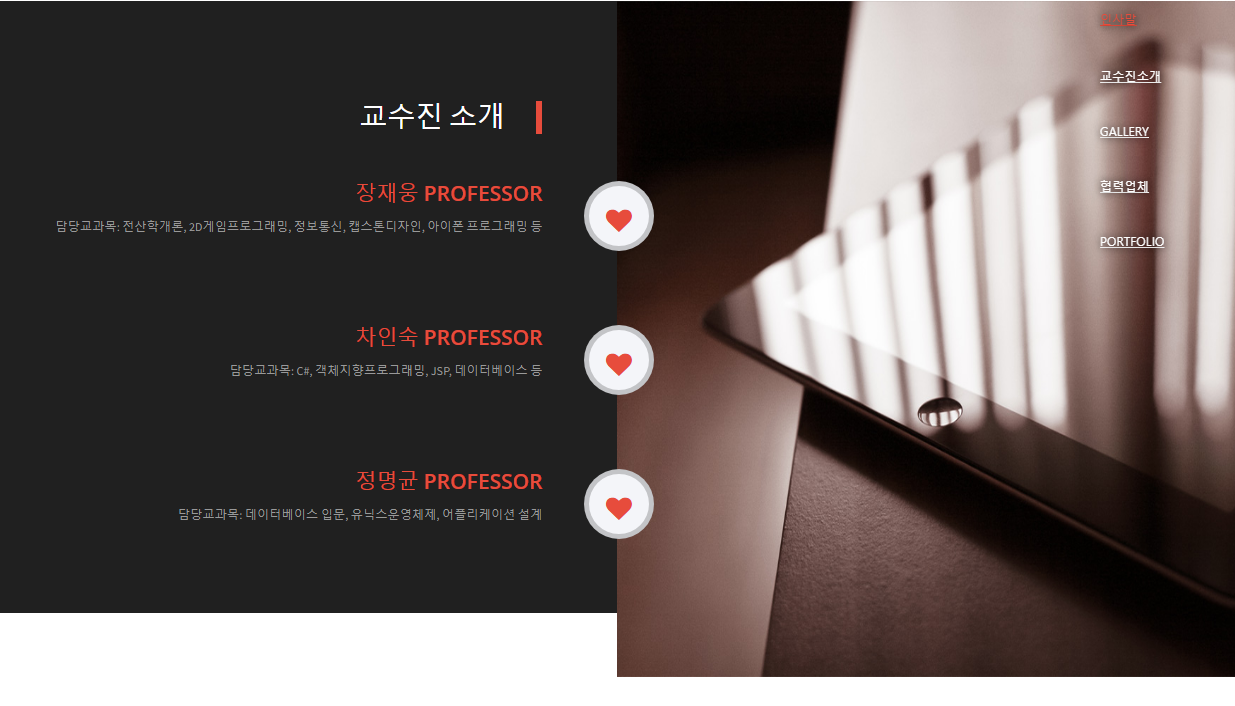 인사말
교수진소개
GALLERY
협력업체
PORTFOLIO
교수진 소개
장재웅 PROFESSOR
담당교과목: 전산학개론, 2D게임프로그래밍, 정보통신, 캡스톤디자인, 아이폰 프로그래밍 등
차인숙 PROFESSOR
담당교과목: C#, 객체지향프로그래밍, JSP, 데이터베이스 등
정명균 PROFESSOR
담당교과목: 데이터베이스 입문, 유닉스운영체제, 어플리케이션 설계